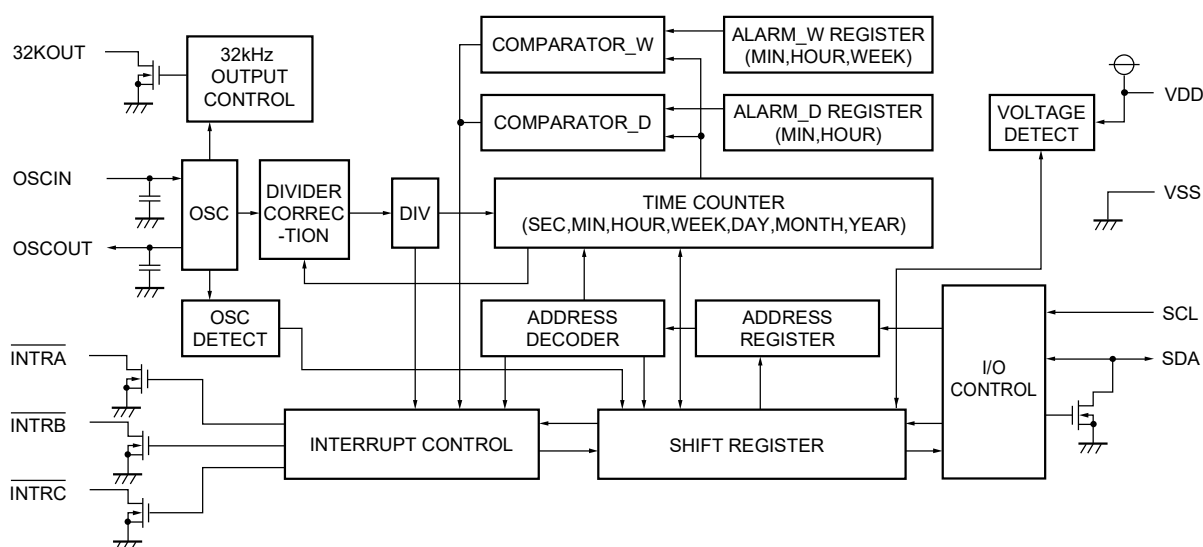 32KOUT
32kHz
OUTPUT
CONTROL
COMPARATOR_W
ALARM_W REGISTER
(MIN,HOUR,WEEK)
COMPARATOR_D
ALARM_D REGISTER
(MIN,HOUR)
VOLTAGE
DETECT
VDD
VSS
OSCIN
OSCOUT
OSC
DIVIDER
CORREC
-TION
DIV
TIME COUNTER
(SEC,MIN,HOUR,WEEK,DAY,MONTH,YEAR)
OSC
DETECT
ADDRESS
DECODER
ADDRESS
REGISTER
I/O
CONTROL
SCL
SDA
INTRA
INTRB
INTRC
INTERRUPT CONTROL
SHIFT REGISTER